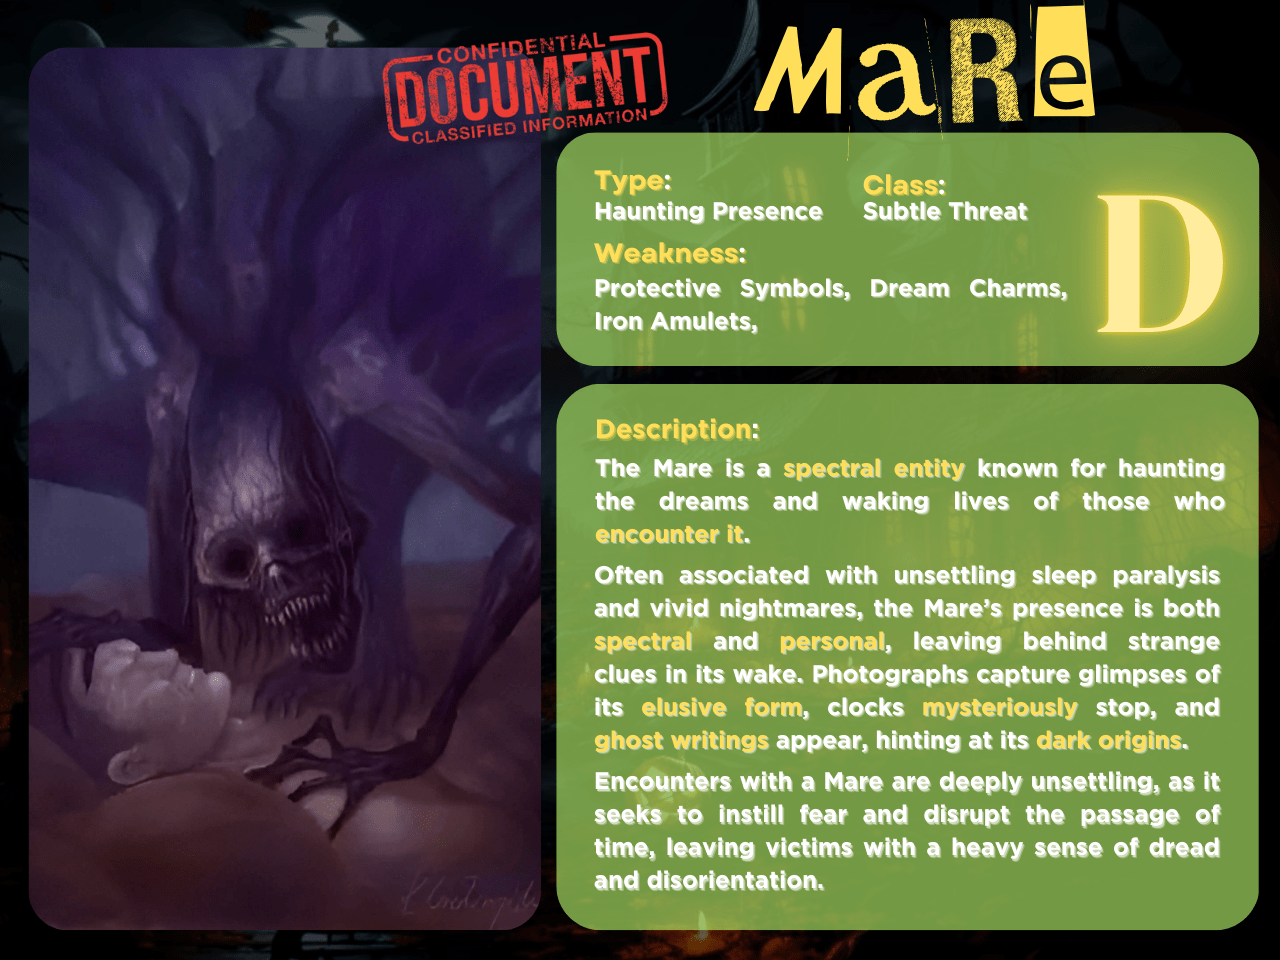 CONFIDENTIAL
DOCUMENT
CLASSIFIED INFORMATION
MaRe
Type:
Haunting Presence
Class:
Subtle Threat
Weakness:
Protective Symbols, Dream Charms,
Iron Amulets,
D
Description:
The Mare is a spectral entity known for haunting
the dreams and waking lives of those who
encounter it.
Often associated with unsettling sleep paralysis
and vivid nightmares, the Mare’s presence is both
spectral and personal, leaving behind strange
clues in its wake. Photographs capture glimpses of
its elusive form, clocks mysteriously stop, and
ghost writings appear, hinting at its dark origins.
Encounters with a Mare are deeply unsettling, as it
seeks to instill fear and disrupt the passage of
time, leaving victims with a heavy sense of dread
and disorientation.